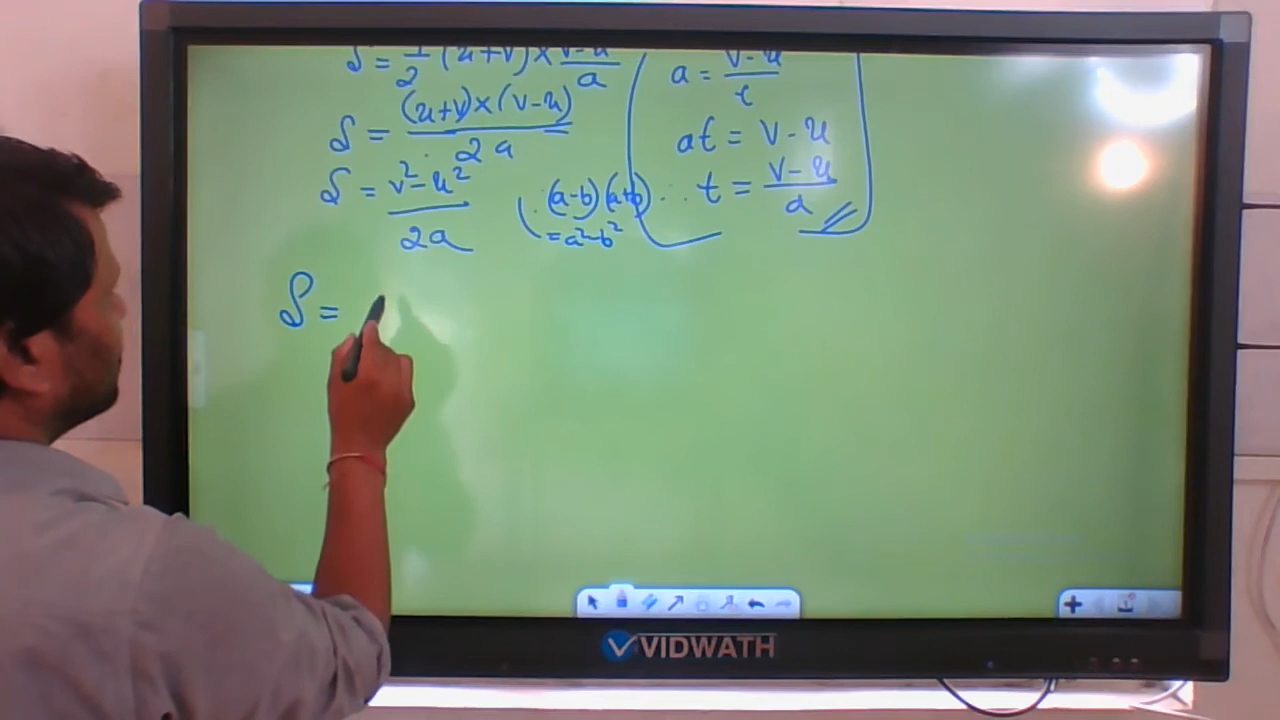 S = 1/2 (u+v) × v-u/a
S = (u+v)×(v-u)/2a
S = v²-u²/2a
∵ (a-b)(a+b)
= a²-b²
S =
a = v-u/t
at = v-u
∴ t = v-u/a
VIDWATH